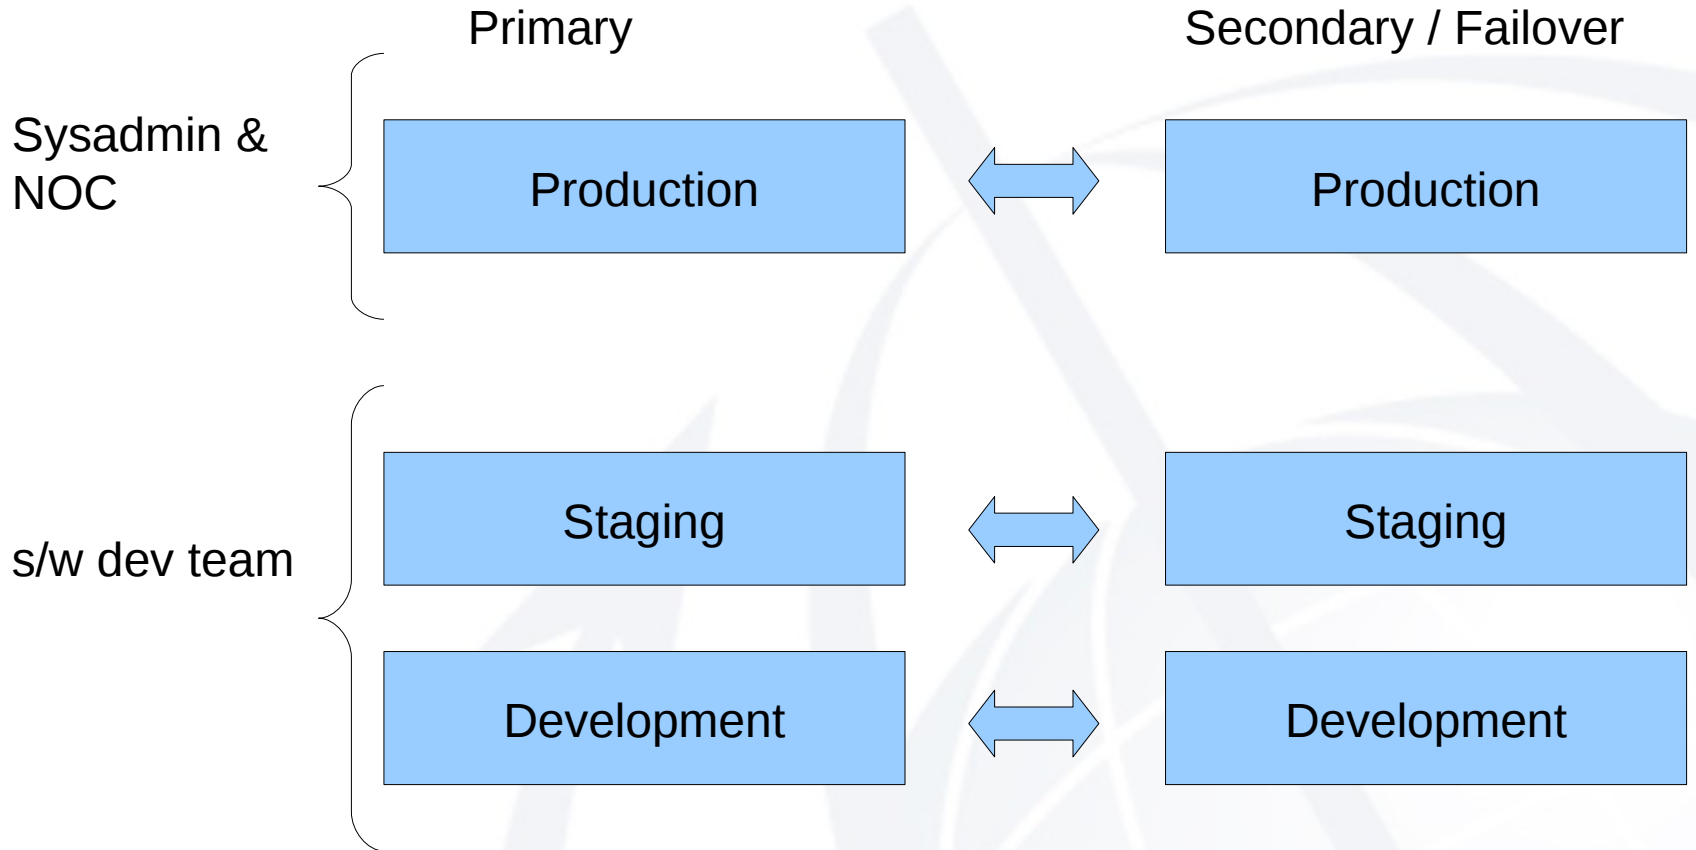 Primary
Secondary / Failover
Sysadmin &
NOC
Production
Production
s/w dev team
Staging
Staging
Development
Development